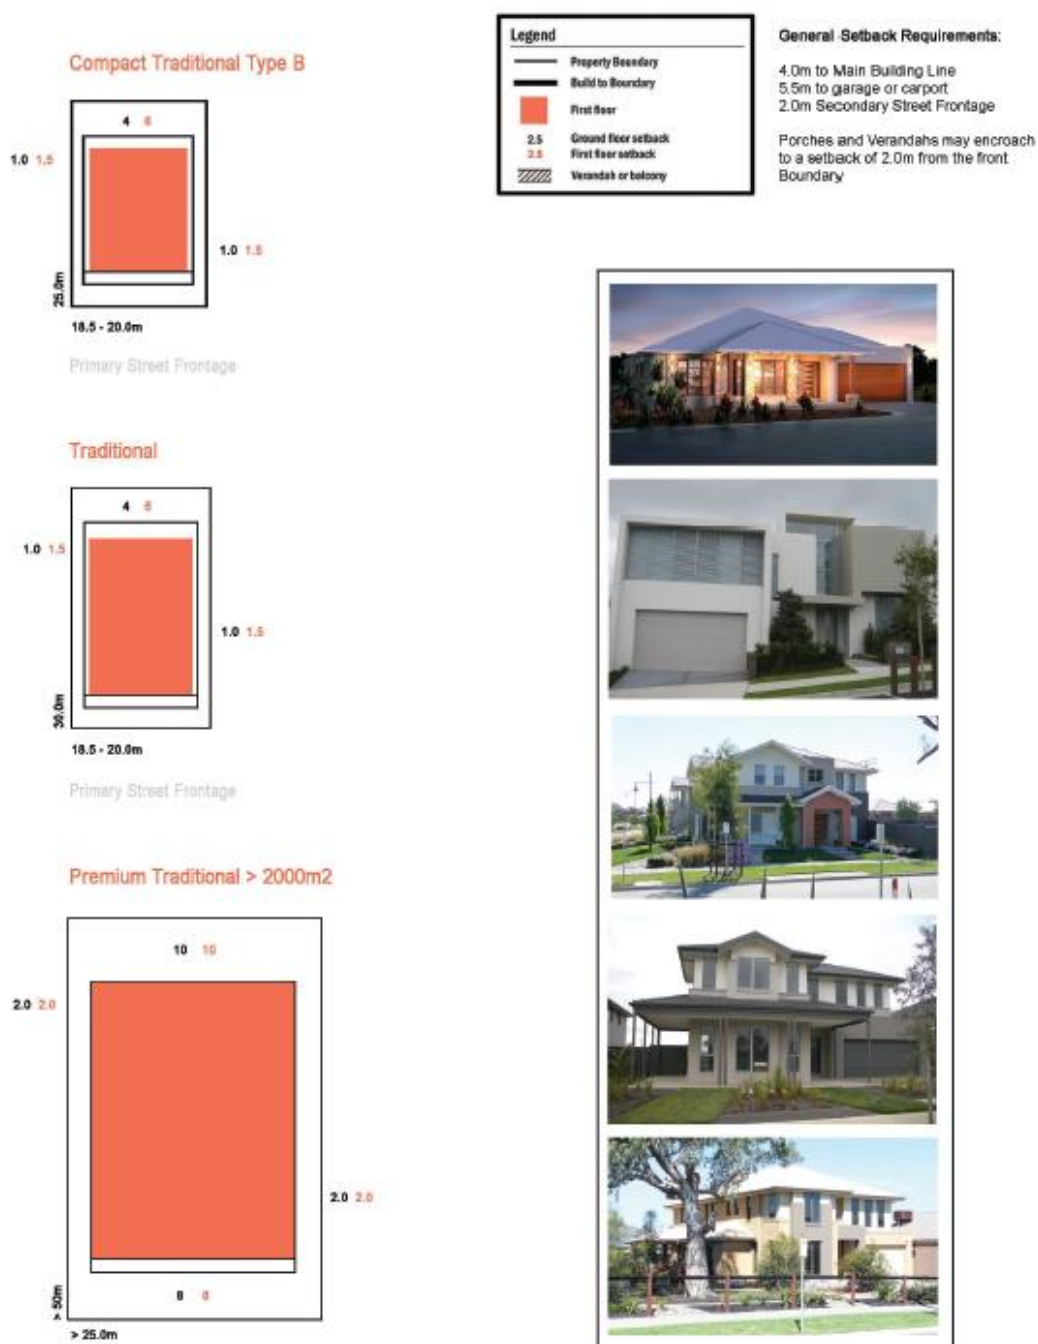 Compact Traditional Type B
4 6
1.0 1.5
1.0 1.5
25.0m
18.5 - 20.0m
Primary Street Frontage
Traditional
4 6
1.0 1.5
1.0 1.5
30.0m
18.5 - 20.0m
Primary Street Frontage
Premium Traditional > 2000m2
10 10
2.0 2.0
2.0 2.0
8 8
> 50m
> 25.0m
Legend
Property Boundary
Build to Boundary
First floor
2.5 Ground floor setback
2.5 First floor setback
Verandah or balcony
General Setback Requirements:
4.0m to Main Building Line
5.5m to garage or carport
2.0m Secondary Street Frontage
Porches and Verandahs may encroach
to a setback of 2.0m from the front
Boundary